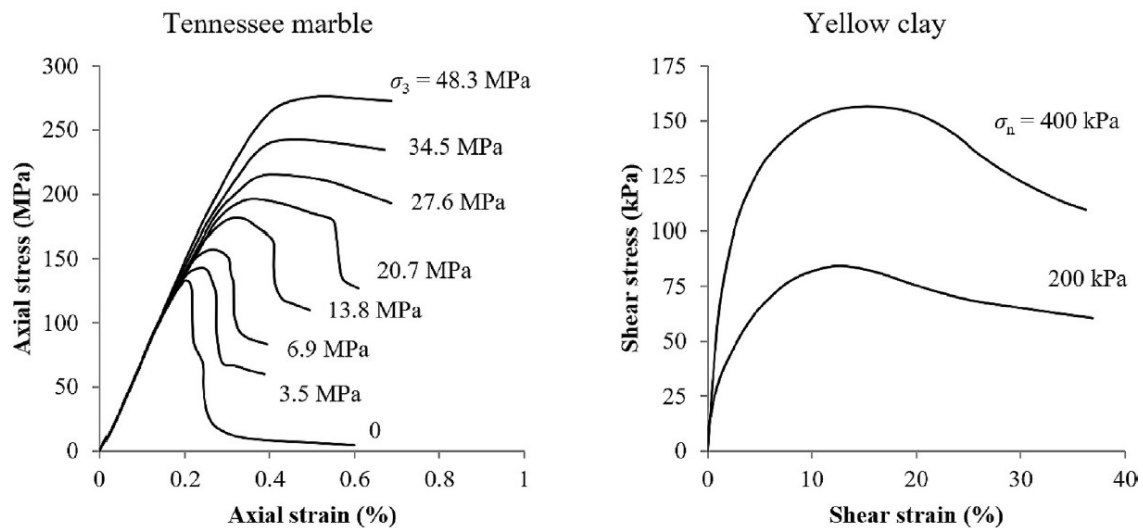 Tennessee marble
300
250
200
150
100
50
0
Axial stress (MPa)
σ₃ = 48.3 MPa
34.5 MPa
27.6 MPa
20.7 MPa
13.8 MPa
6.9 MPa
3.5 MPa
0
0 0.2 0.4 0.6 0.8 1
Axial strain (%)
Yellow clay
175
150
125
100
75
50
25
0
Shear stress (kPa)
σₙ = 400 kPa
200 kPa
0 10 20 30 40
Shear strain (%)